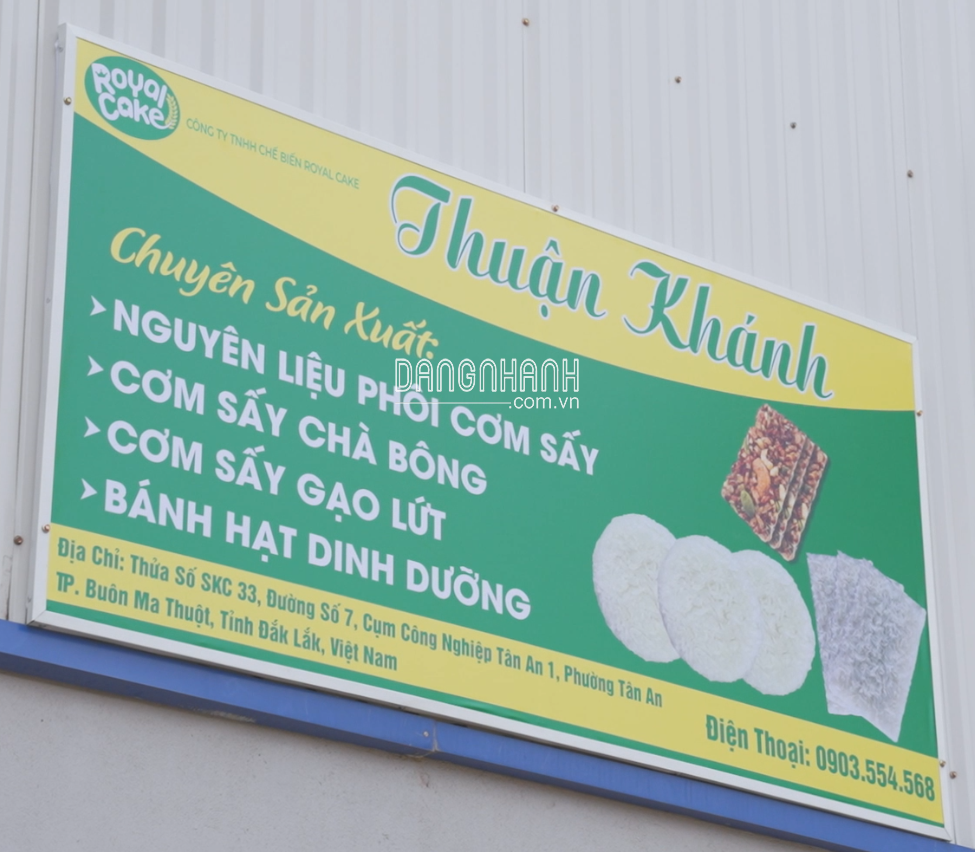 Royal
Cake
CÔNG TY TNHH CHẾ BIẾN ROYAL CAKE
Thuận Khánh
Chuyên Sản Xuất:
NGUYÊN LIỆU PHÔI CƠM SẤY
CƠM SẤY CHÀ BÔNG
CƠM SẤY GẠO LỨT
BÁNH HẠT DINH DƯỠNG
DANGNHANH
.com.vn
Địa Chỉ: Thửa Số SKC 33, Đường Số 7, Cụm Công Nghiệp Tân An 1, Phường Tân An
TP. Buôn Ma Thuột, Tỉnh Đắk Lắk, Việt Nam
Điện Thoại: 0903.554.568